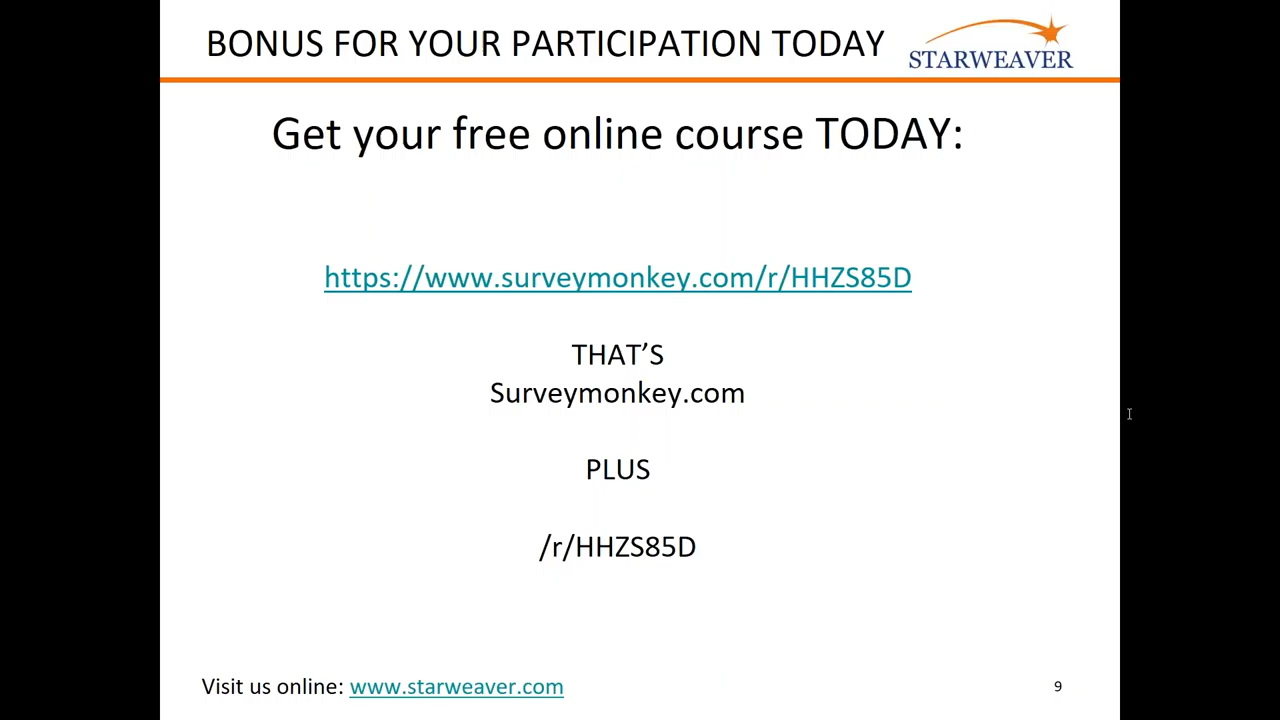 BONUS FOR YOUR PARTICIPATION TODAY
STARWEAVER
Get your free online course TODAY:
https://www.surveymonkey.com/r/HHZS85D
THAT’S
Surveymonkey.com
PLUS
/r/HHZS85D
Visit us online: www.starweaver.com
9